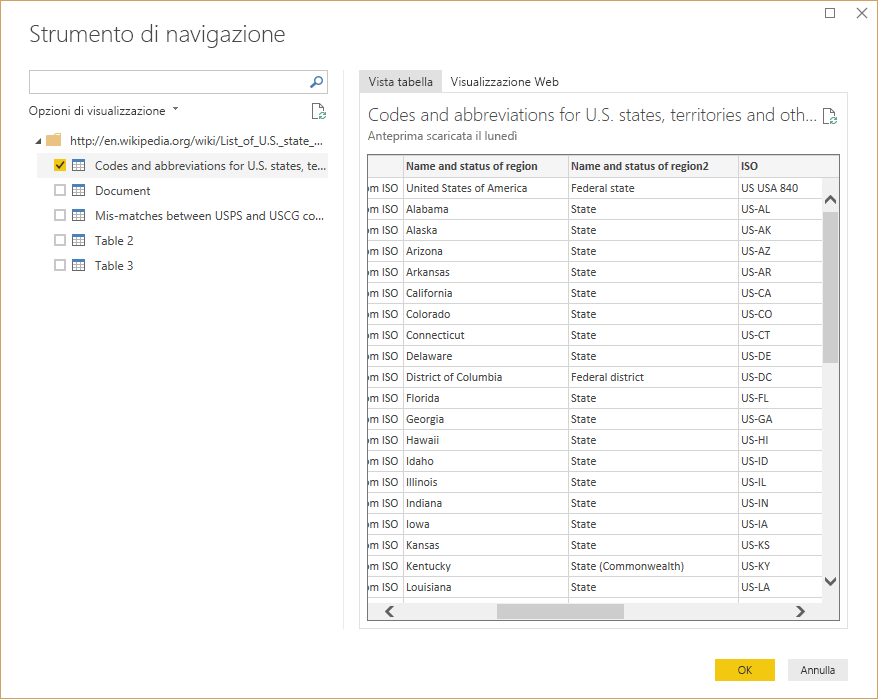 Strumento di navigazione
Opzioni di visualizzazione
http://en.wikipedia.org/wiki/List_of_U.S._state_...
Codes and abbreviations for U.S. states, te...
Document
Mis-matches between USPS and USCG co...
Table 2
Table 3
Vista tabella Visualizzazione Web
Codes and abbreviations for U.S. states, territories and oth...
Anteprima scaricata il lunedì
Name and status of region Name and status of region2 ISO
om ISO United States of America Federal state US USA 840
om ISO Alabama State US-AL
om ISO Alaska State US-AK
om ISO Arizona State US-AZ
om ISO Arkansas State US-AR
om ISO California State US-CA
om ISO Colorado State US-CO
om ISO Connecticut State US-CT
om ISO Delaware State US-DE
om ISO District of Columbia Federal district US-DC
om ISO Florida State US-FL
om ISO Georgia State US-GA
om ISO Hawaii State US-HI
om ISO Idaho State US-ID
om ISO Illinois State US-IL
om ISO Indiana State US-IN
om ISO Iowa State US-IA
om ISO Kansas State US-KS
om ISO Kentucky State (Commonwealth) US-KY
om ISO Louisiana State US-LA
OK Annulla